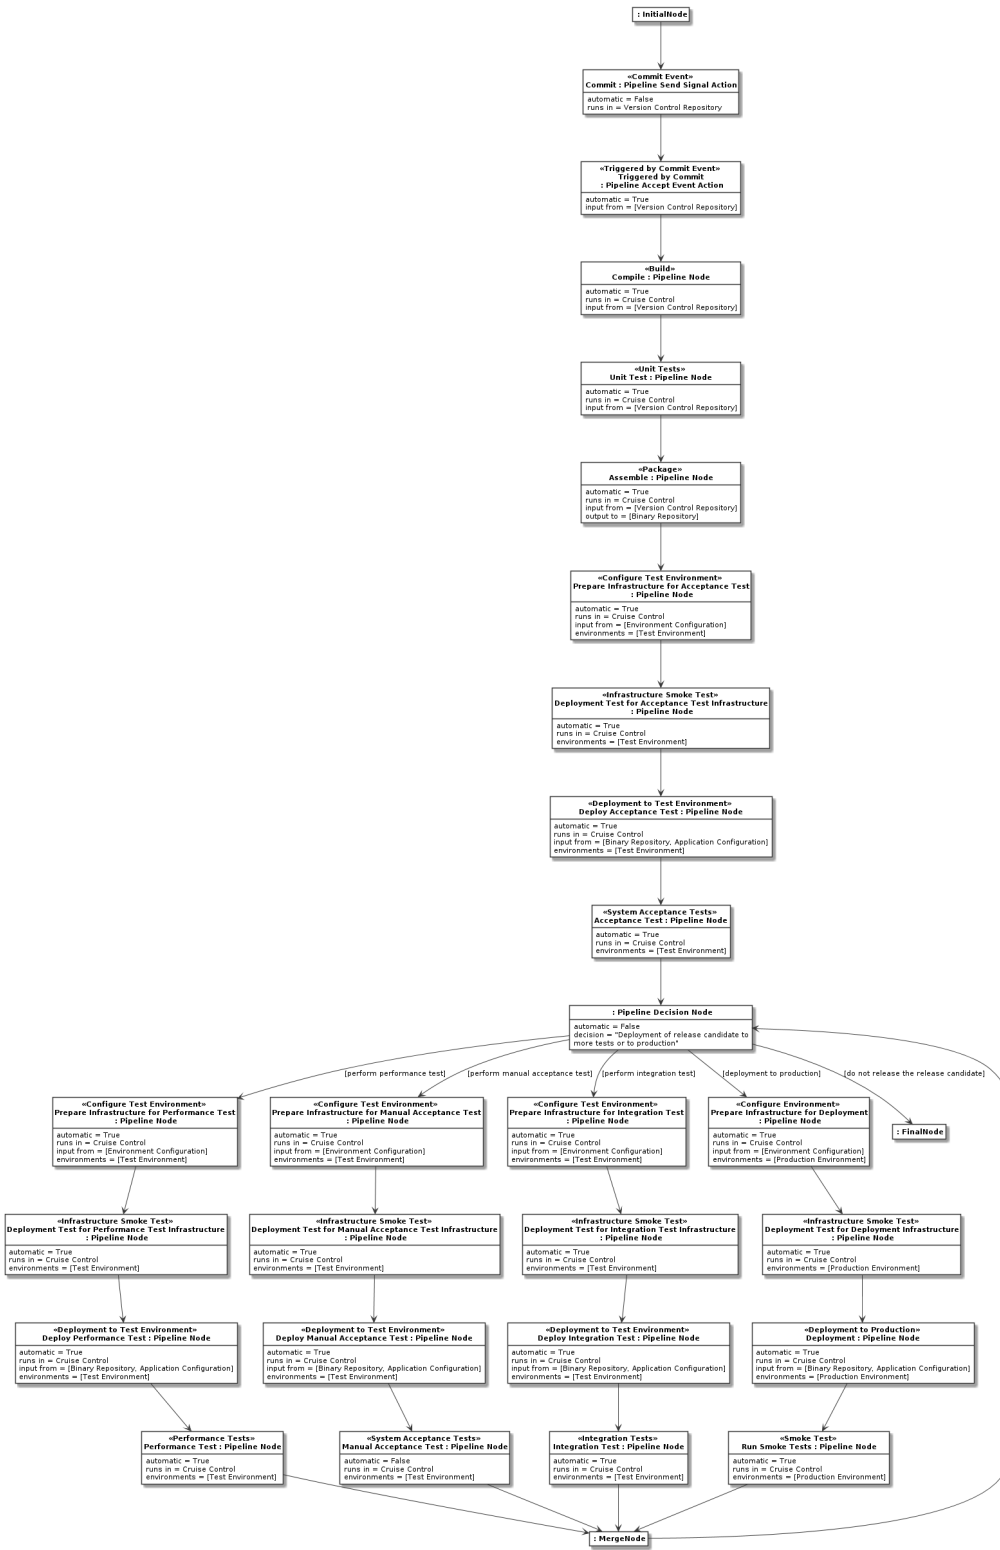 : InitialNode
«Commit Event»
Commit : Pipeline Send Signal Action
automatic = False
runs in = Version Control Repository
«Triggered by Commit Event»
Triggered by Commit
: Pipeline Accept Event Action
automatic = True
input from = [Version Control Repository]
«Build»
Compile : Pipeline Node
automatic = True
runs in = Cruise Control
input from = [Version Control Repository]
«Unit Tests»
Unit Test : Pipeline Node
automatic = True
runs in = Cruise Control
input from = [Version Control Repository]
«Package»
Assemble : Pipeline Node
automatic = True
runs in = Cruise Control
input from = [Version Control Repository]
output to = [Binary Repository]
«Configure Test Environment»
Prepare Infrastructure for Acceptance Test
: Pipeline Node
automatic = True
runs in = Cruise Control
input from = [Environment Configuration]
environments = [Test Environment]
«Infrastructure Smoke Test»
Deployment Test for Acceptance Test Infrastructure
: Pipeline Node
automatic = True
runs in = Cruise Control
environments = [Test Environment]
«Deployment to Test Environment»
Deploy Acceptance Test : Pipeline Node
automatic = True
runs in = Cruise Control
input from = [Binary Repository, Application Configuration]
environments = [Test Environment]
«System Acceptance Tests»
Acceptance Test : Pipeline Node
automatic = True
runs in = Cruise Control
environments = [Test Environment]
: Pipeline Decision Node
automatic = False
decision = "Deployment of release candidate to
more tests or to production"
[perform performance test]
[perform manual acceptance test]
[perform integration test]
[deployment to production]
[do not release the release candidate]
«Configure Test Environment»
Prepare Infrastructure for Performance Test
: Pipeline Node
automatic = True
runs in = Cruise Control
input from = [Environment Configuration]
environments = [Test Environment]
«Configure Test Environment»
Prepare Infrastructure for Manual Acceptance Test
: Pipeline Node
automatic = True
runs in = Cruise Control
input from = [Environment Configuration]
environments = [Test Environment]
«Configure Test Environment»
Prepare Infrastructure for Integration Test
: Pipeline Node
automatic = True
runs in = Cruise Control
input from = [Environment Configuration]
environments = [Test Environment]
«Configure Environment»
Prepare Infrastructure for Deployment
: Pipeline Node
automatic = True
runs in = Cruise Control
input from = [Environment Configuration]
environments = [Production Environment]
: FinalNode
«Infrastructure Smoke Test»
Deployment Test for Performance Test Infrastructure
: Pipeline Node
automatic = True
runs in = Cruise Control
environments = [Test Environment]
«Infrastructure Smoke Test»
Deployment Test for Manual Acceptance Test Infrastructure
: Pipeline Node
automatic = True
runs in = Cruise Control
environments = [Test Environment]
«Infrastructure Smoke Test»
Deployment Test for Integration Test Infrastructure
: Pipeline Node
automatic = True
runs in = Cruise Control
environments = [Test Environment]
«Infrastructure Smoke Test»
Deployment Test for Deployment Infrastructure
: Pipeline Node
automatic = True
runs in = Cruise Control
environments = [Production Environment]
«Deployment to Test Environment»
Deploy Performance Test : Pipeline Node
automatic = True
runs in = Cruise Control
input from = [Binary Repository, Application Configuration]
environments = [Test Environment]
«Deployment to Test Environment»
Deploy Manual Acceptance Test : Pipeline Node
automatic = True
runs in = Cruise Control
input from = [Binary Repository, Application Configuration]
environments = [Test Environment]
«Deployment to Test Environment»
Deploy Integration Test : Pipeline Node
automatic = True
runs in = Cruise Control
input from = [Binary Repository, Application Configuration]
environments = [Test Environment]
«Deployment to Production»
Deployment : Pipeline Node
automatic = True
runs in = Cruise Control
input from = [Binary Repository, Application Configuration]
environments = [Production Environment]
«Performance Tests»
Performance Test : Pipeline Node
automatic = True
runs in = Cruise Control
environments = [Test Environment]
«System Acceptance Tests»
Manual Acceptance Test : Pipeline Node
automatic = False
runs in = Cruise Control
environments = [Test Environment]
«Integration Tests»
Integration Test : Pipeline Node
automatic = True
runs in = Cruise Control
environments = [Test Environment]
«Smoke Test»
Run Smoke Tests : Pipeline Node
automatic = True
runs in = Cruise Control
environments = [Production Environment]
: MergeNode